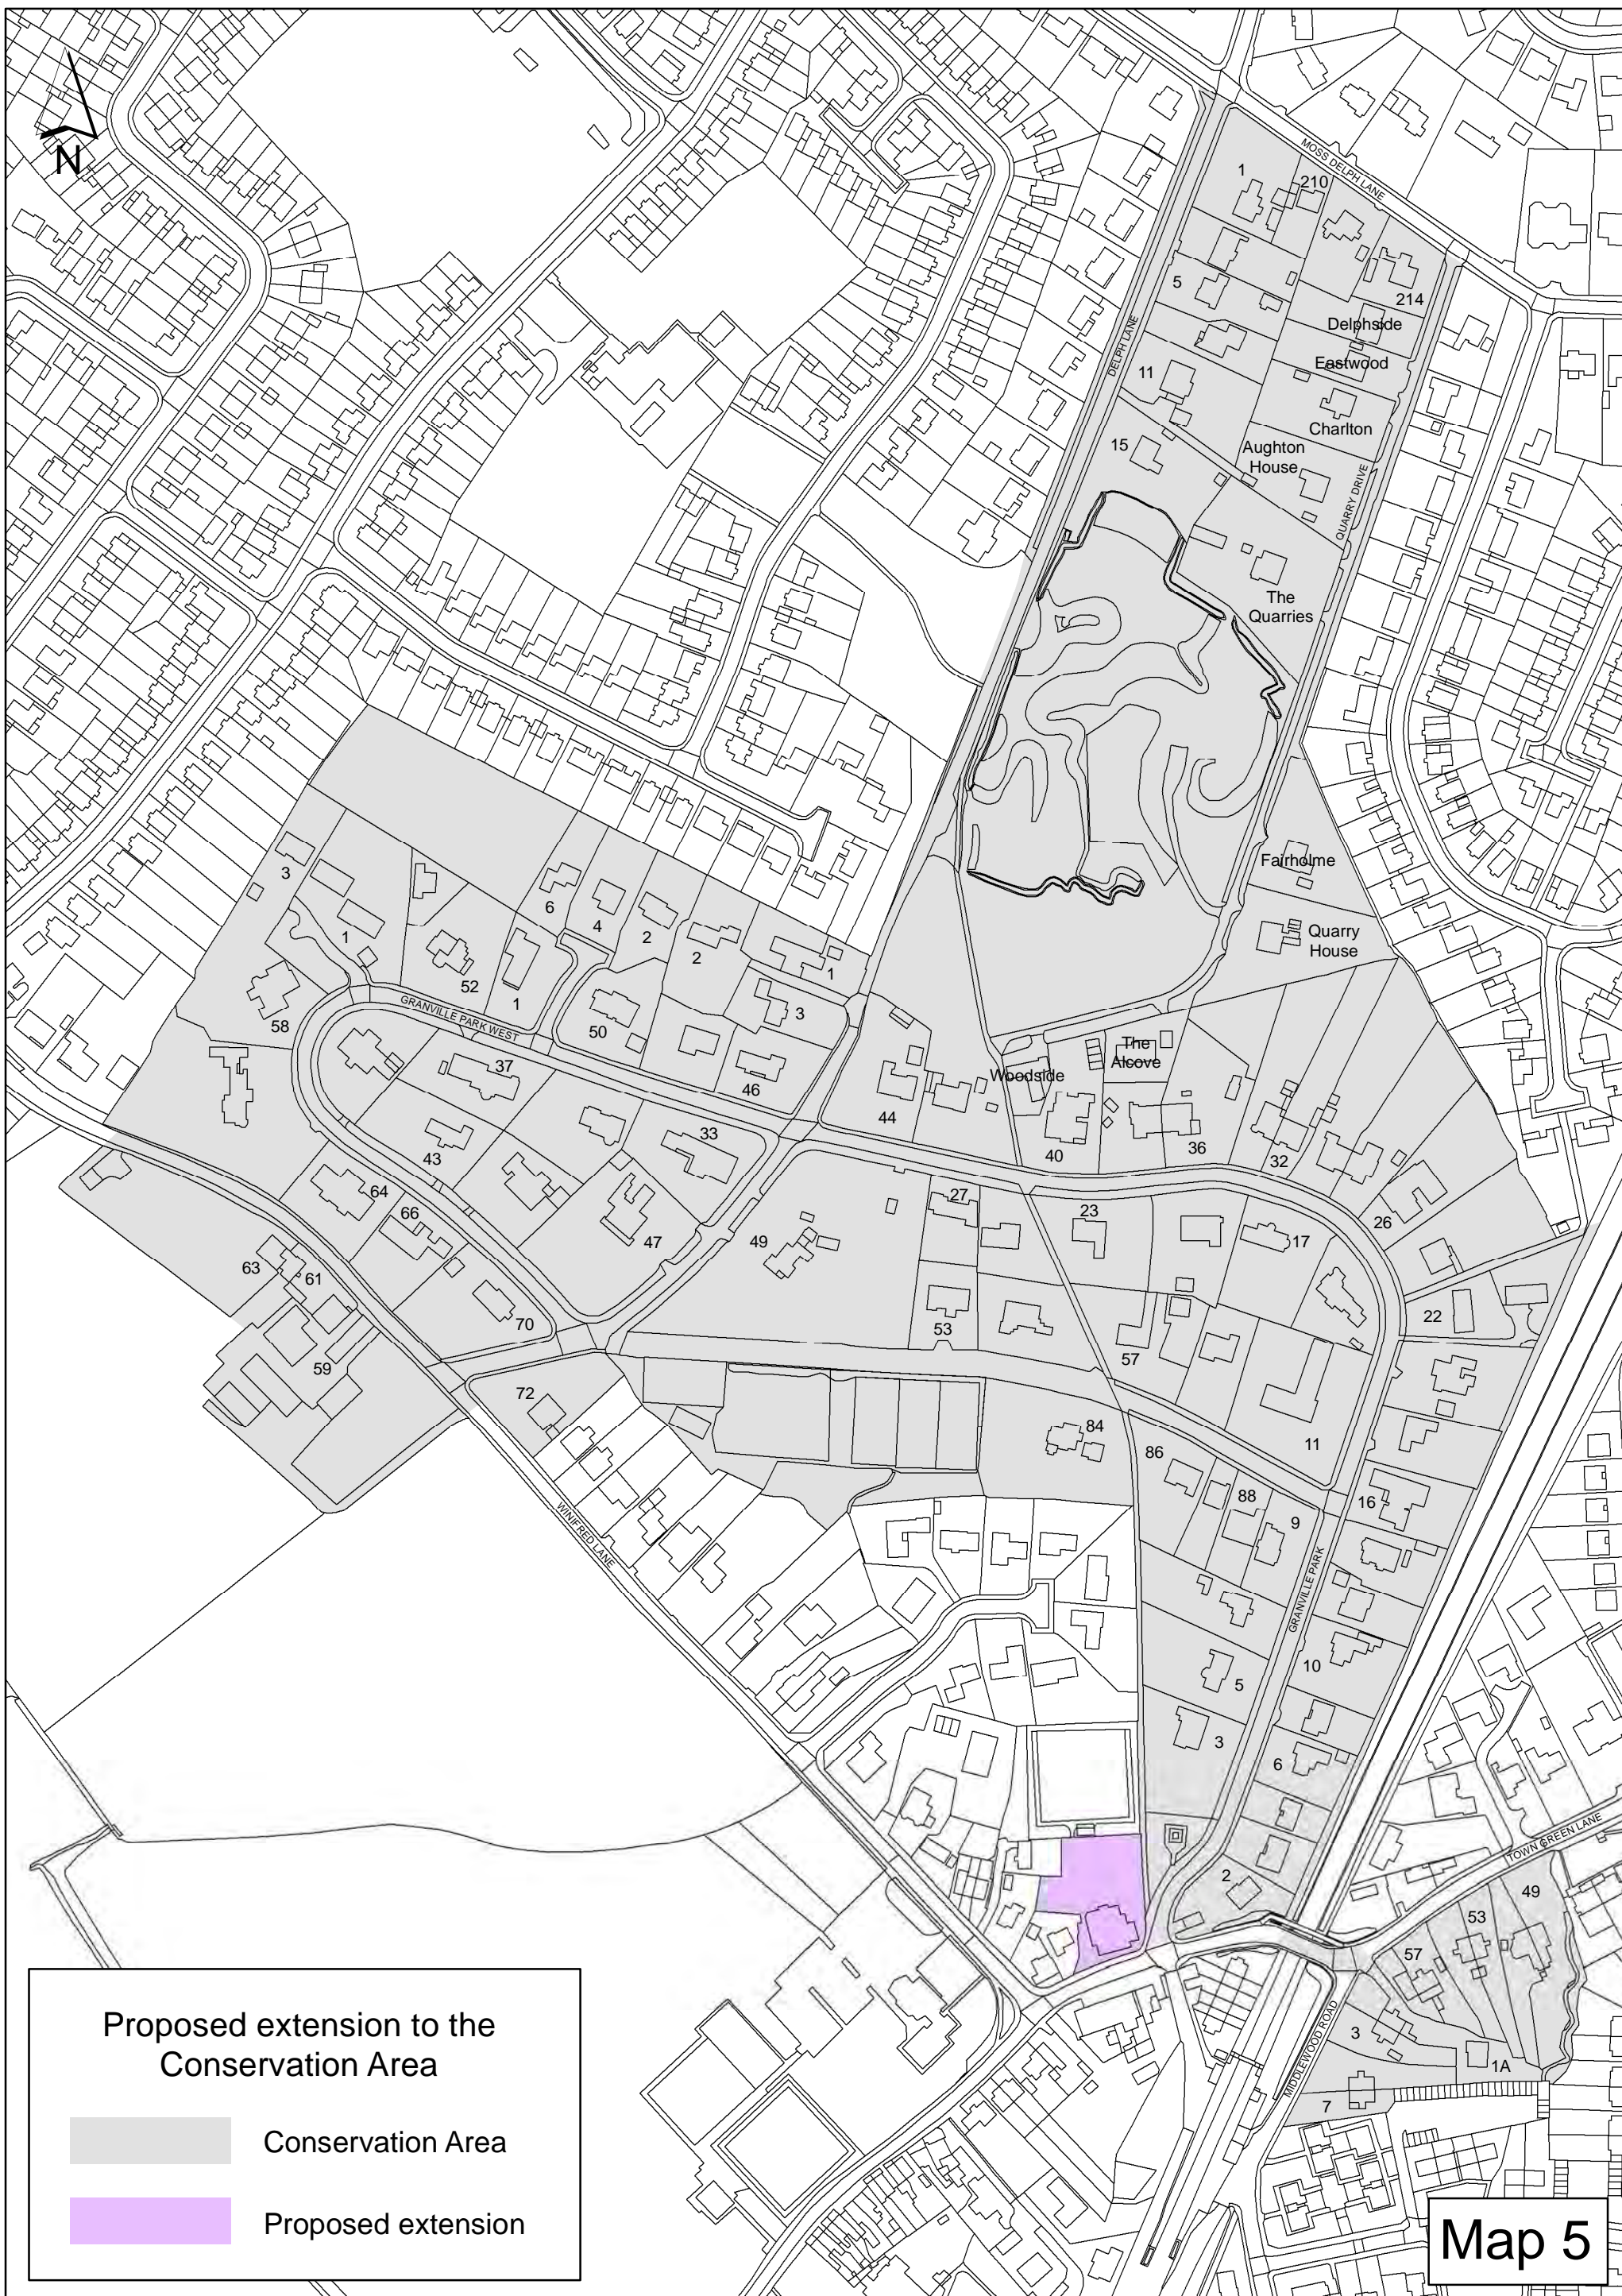 N
MOSS DELPH LANE
1
210
5
214
DELPH LANE
Delphside
Eastwood
11
Charlton
15
Aughton
House
QUARRY DRIVE
The
Quarries
Fairholme
3
6
4
2
1
Quarry
House
2
1
52
1
58
GRANVILLE PARK WEST
50
3
37
46
The
Alcove
Woodside
44
33
43
40
36
32
64
66
27
23
26
47
49
17
63
61
70
53
22
59
57
72
84
86
11
88
16
9
WINIFRED LANE
GRANVILLE PARK
10
5
3
6
TOWN GREEN LANE
2
49
53
57
MIDDLEWOOD ROAD
3
1A
7
Proposed extension to the
Conservation Area
Conservation Area
Proposed extension
Map 5